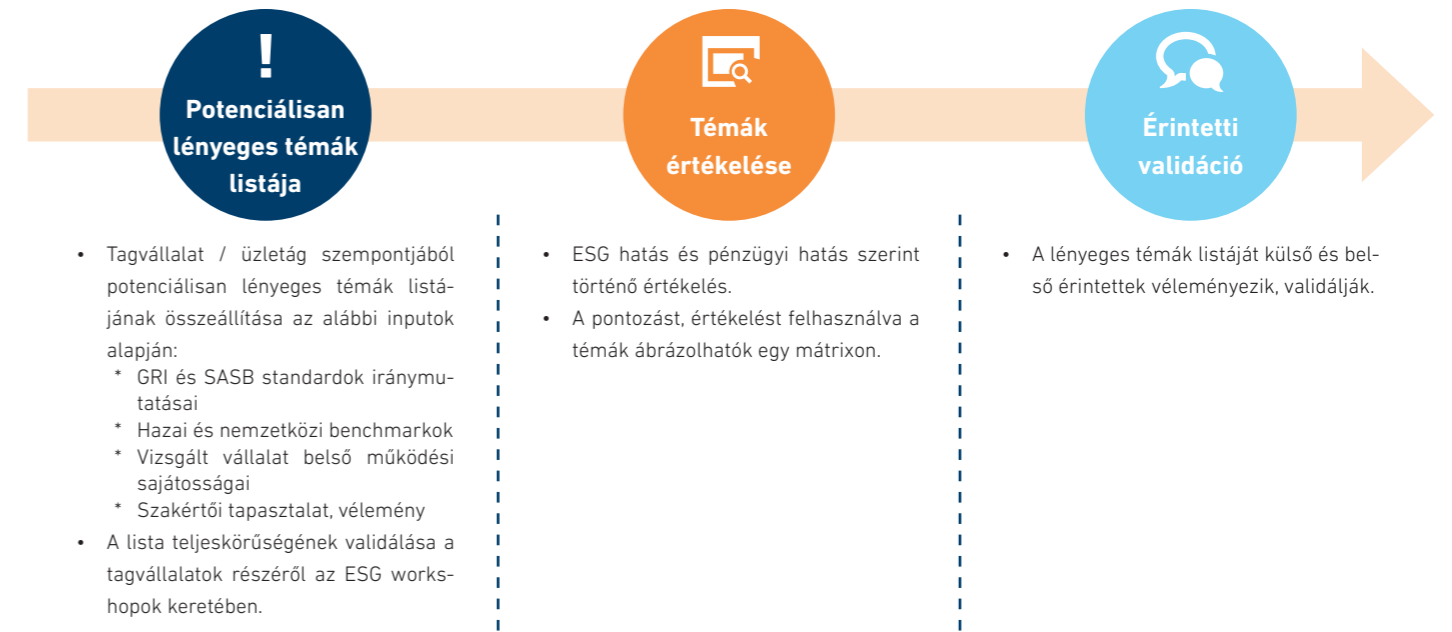 !
Potenciálisan
lényeges témák
listája
• Tagvállalat / üzletág szempontjából
potenciálisan lényeges témák listá-
jának összeállítása az alábbi inputok
alapján:
* GRI és SASB standardok iránymu-
tatásai
* Hazai és nemzetközi benchmarkok
* Vizsgált vállalat belső működési
sajátosságai
* Szakértői tapasztalat, vélemény
• A lista teljeskörűségének validálása a
tagvállalatok részéről az ESG works-
hopok keretében.
Témák
értékelése
• ESG hatás és pénzügyi hatás szerint
történő értékelés.
• A pontozást, értékelést felhasználva a
témák ábrázolhatók egy mátrixon.
Érintetti
validáció
• A lényeges témák listáját külső és bel-
ső érintettek véleményezik, validálják.